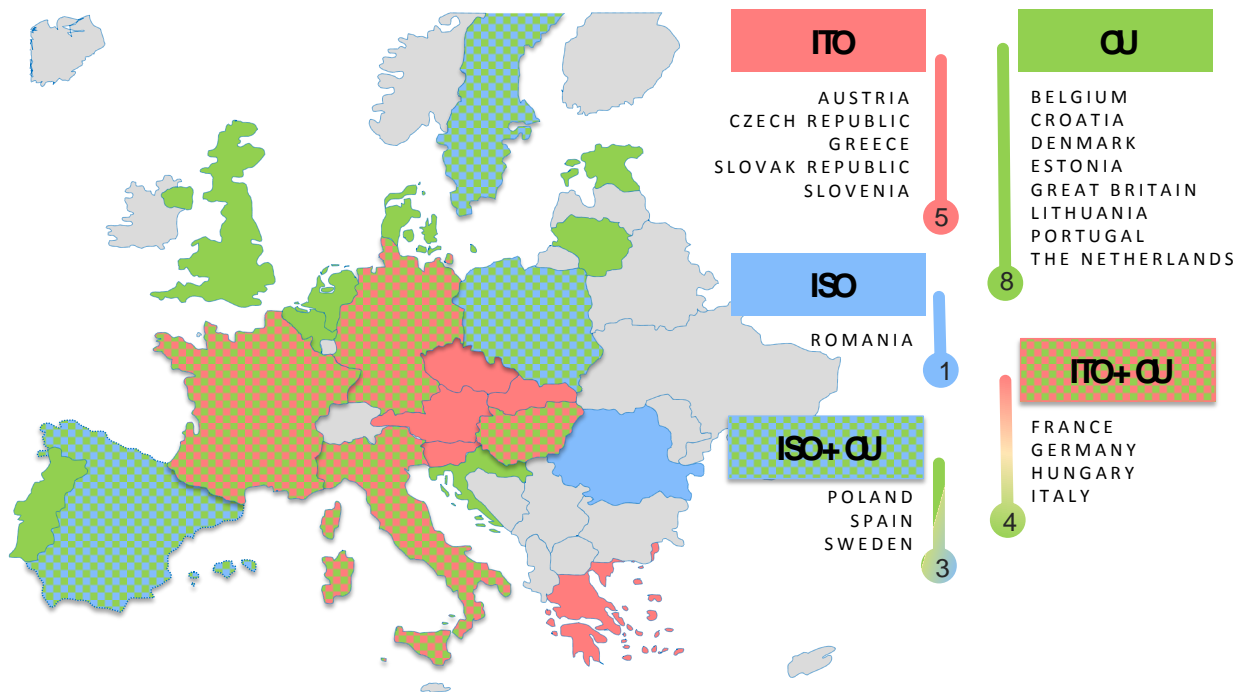 ITO
AUSTRIA
CZECH REPUBLIC
GREECE
SLOVAK REPUBLIC
SLOVENIA
5
OU
BELGIUM
CROATIA
DENMARK
ESTONIA
GREAT BRITAIN
LITHUANIA
PORTUGAL
THE NETHERLANDS
8
ISO
ROMANIA
1
ITO + OU
FRANCE
GERMANY
HUNGARY
ITALY
4
ISO + OU
POLAND
SPAIN
SWEDEN
3